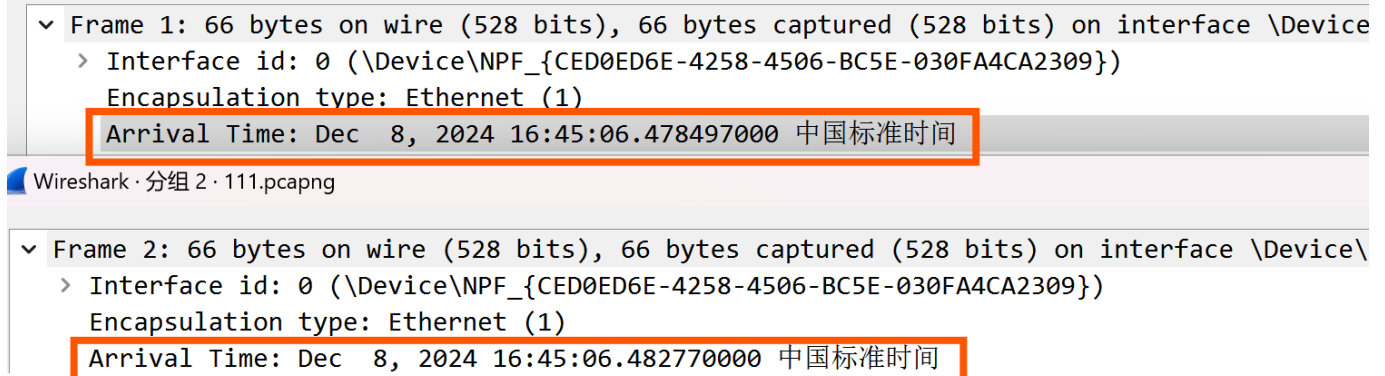 Frame 1: 66 bytes on wire (528 bits), 66 bytes captured (528 bits) on interface \Device
Interface id: 0 (\Device\NPF_{CED0ED6E-4258-4506-BC5E-030FA4CA2309})
Encapsulation type: Ethernet (1)
Arrival Time: Dec  8, 2024 16:45:06.478497000 中国标准时间
Wireshark · 分组 2 · 111.pcapng
Frame 2: 66 bytes on wire (528 bits), 66 bytes captured (528 bits) on interface \Device\
Interface id: 0 (\Device\NPF_{CED0ED6E-4258-4506-BC5E-030FA4CA2309})
Encapsulation type: Ethernet (1)
Arrival Time: Dec  8, 2024 16:45:06.482770000 中国标准时间